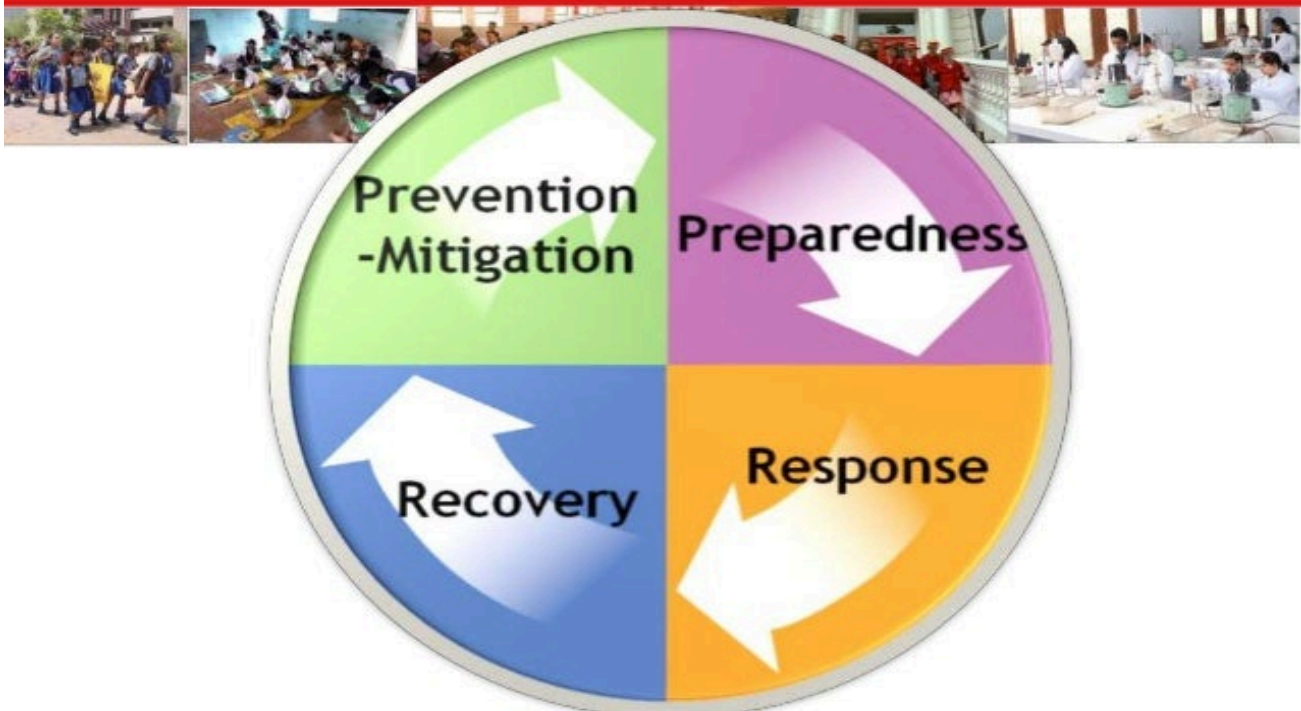 Prevention
-Mitigation
Preparedness
Response
Recovery